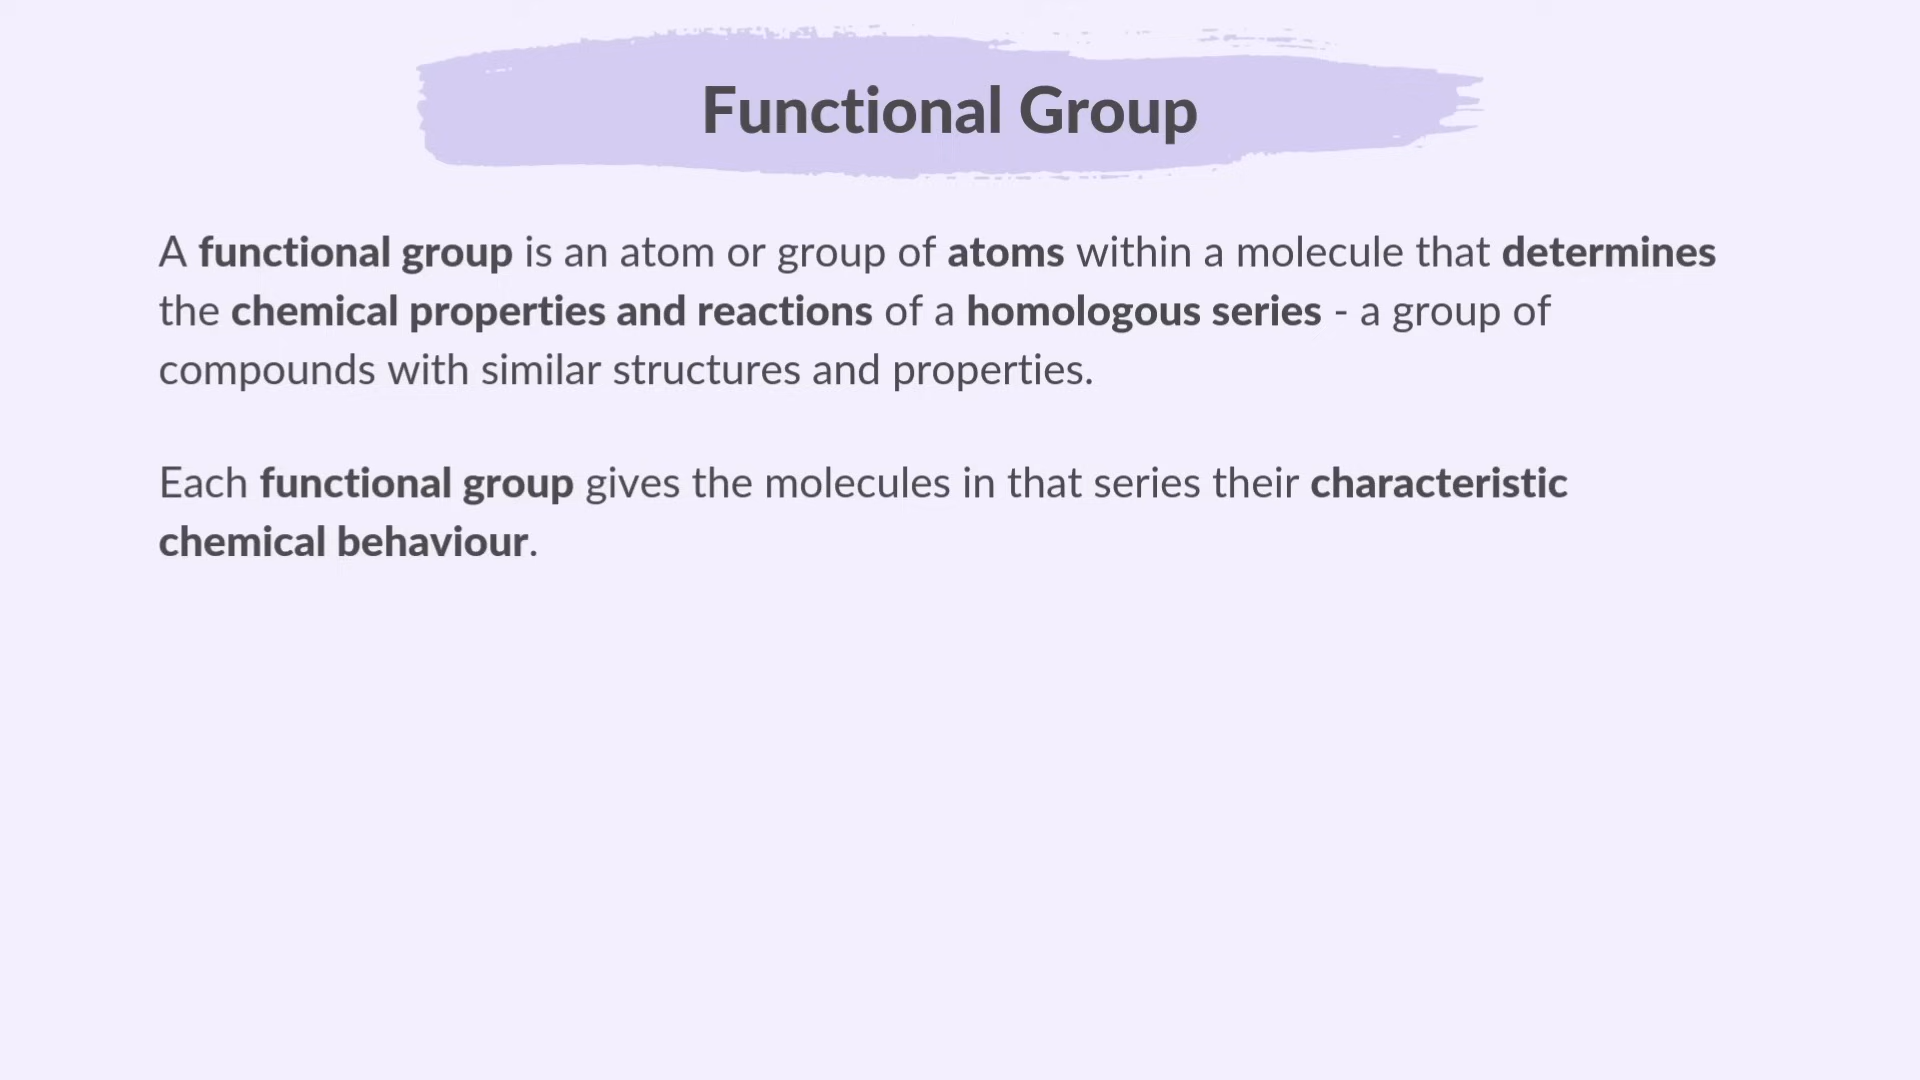 Functional Group
A functional group is an atom or group of atoms within a molecule that determines
the chemical properties and reactions of a homologous series - a group of
compounds with similar structures and properties.
Each functional group gives the molecules in that series their characteristic
chemical behaviour.